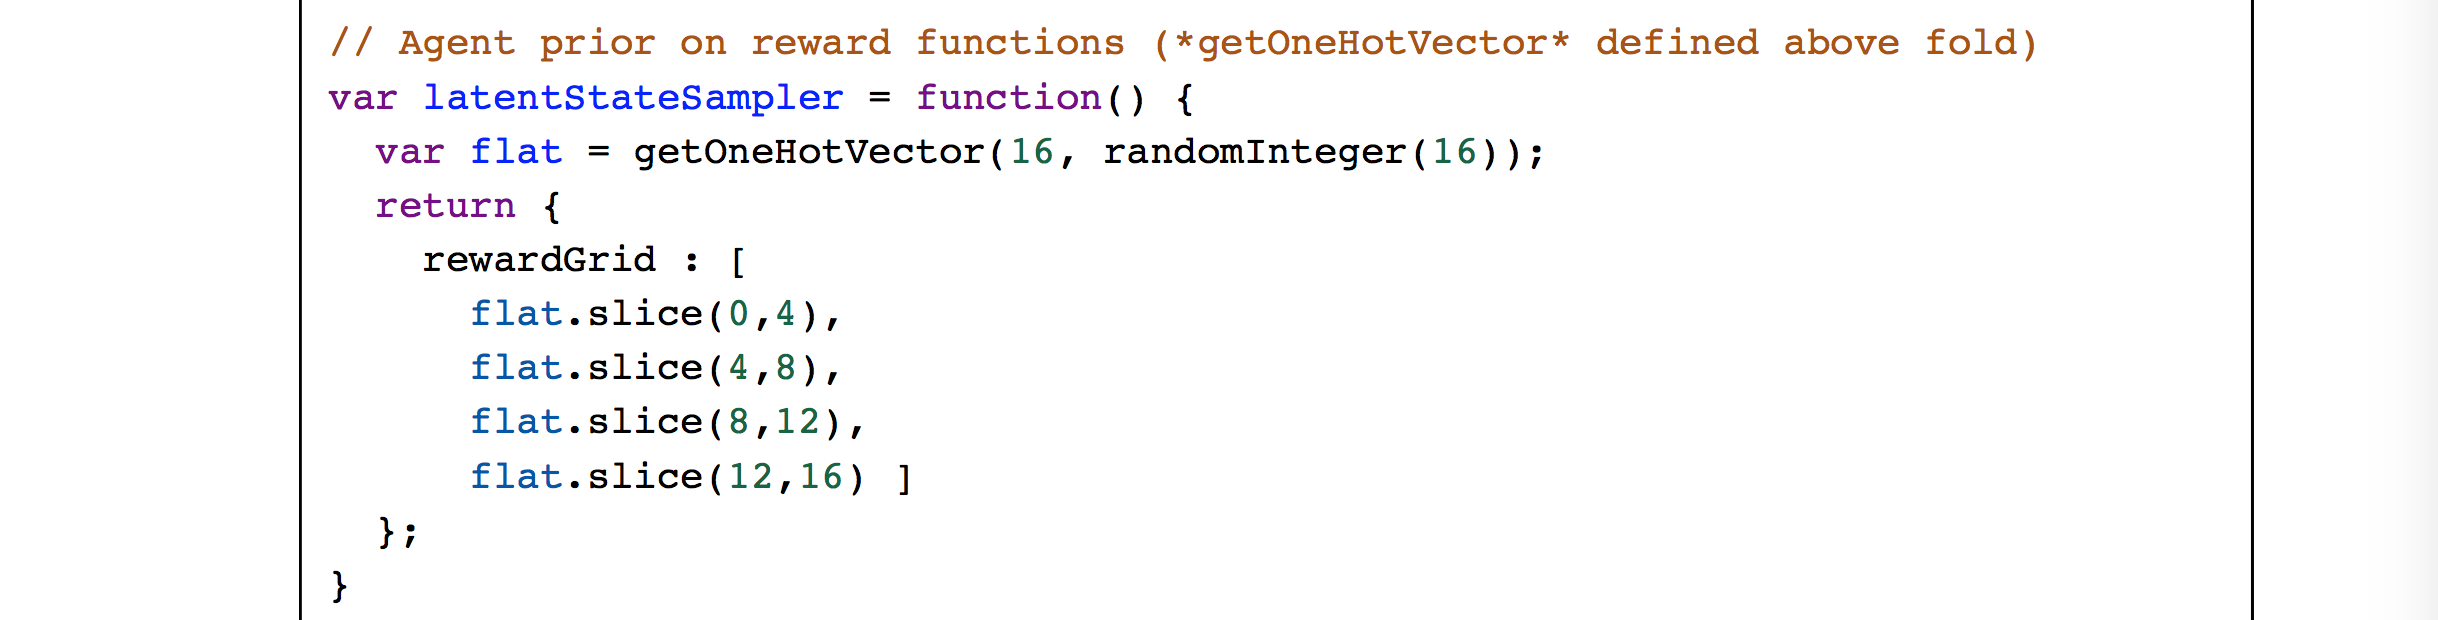 // Agent prior on reward functions (*getOneHotVector* defined above fold)
var latentStateSampler = function() {
  var flat = getOneHotVector(16, randomInteger(16));
  return {
    rewardGrid : [
      flat.slice(0,4),
      flat.slice(4,8),
      flat.slice(8,12),
      flat.slice(12,16) ]
  };
}